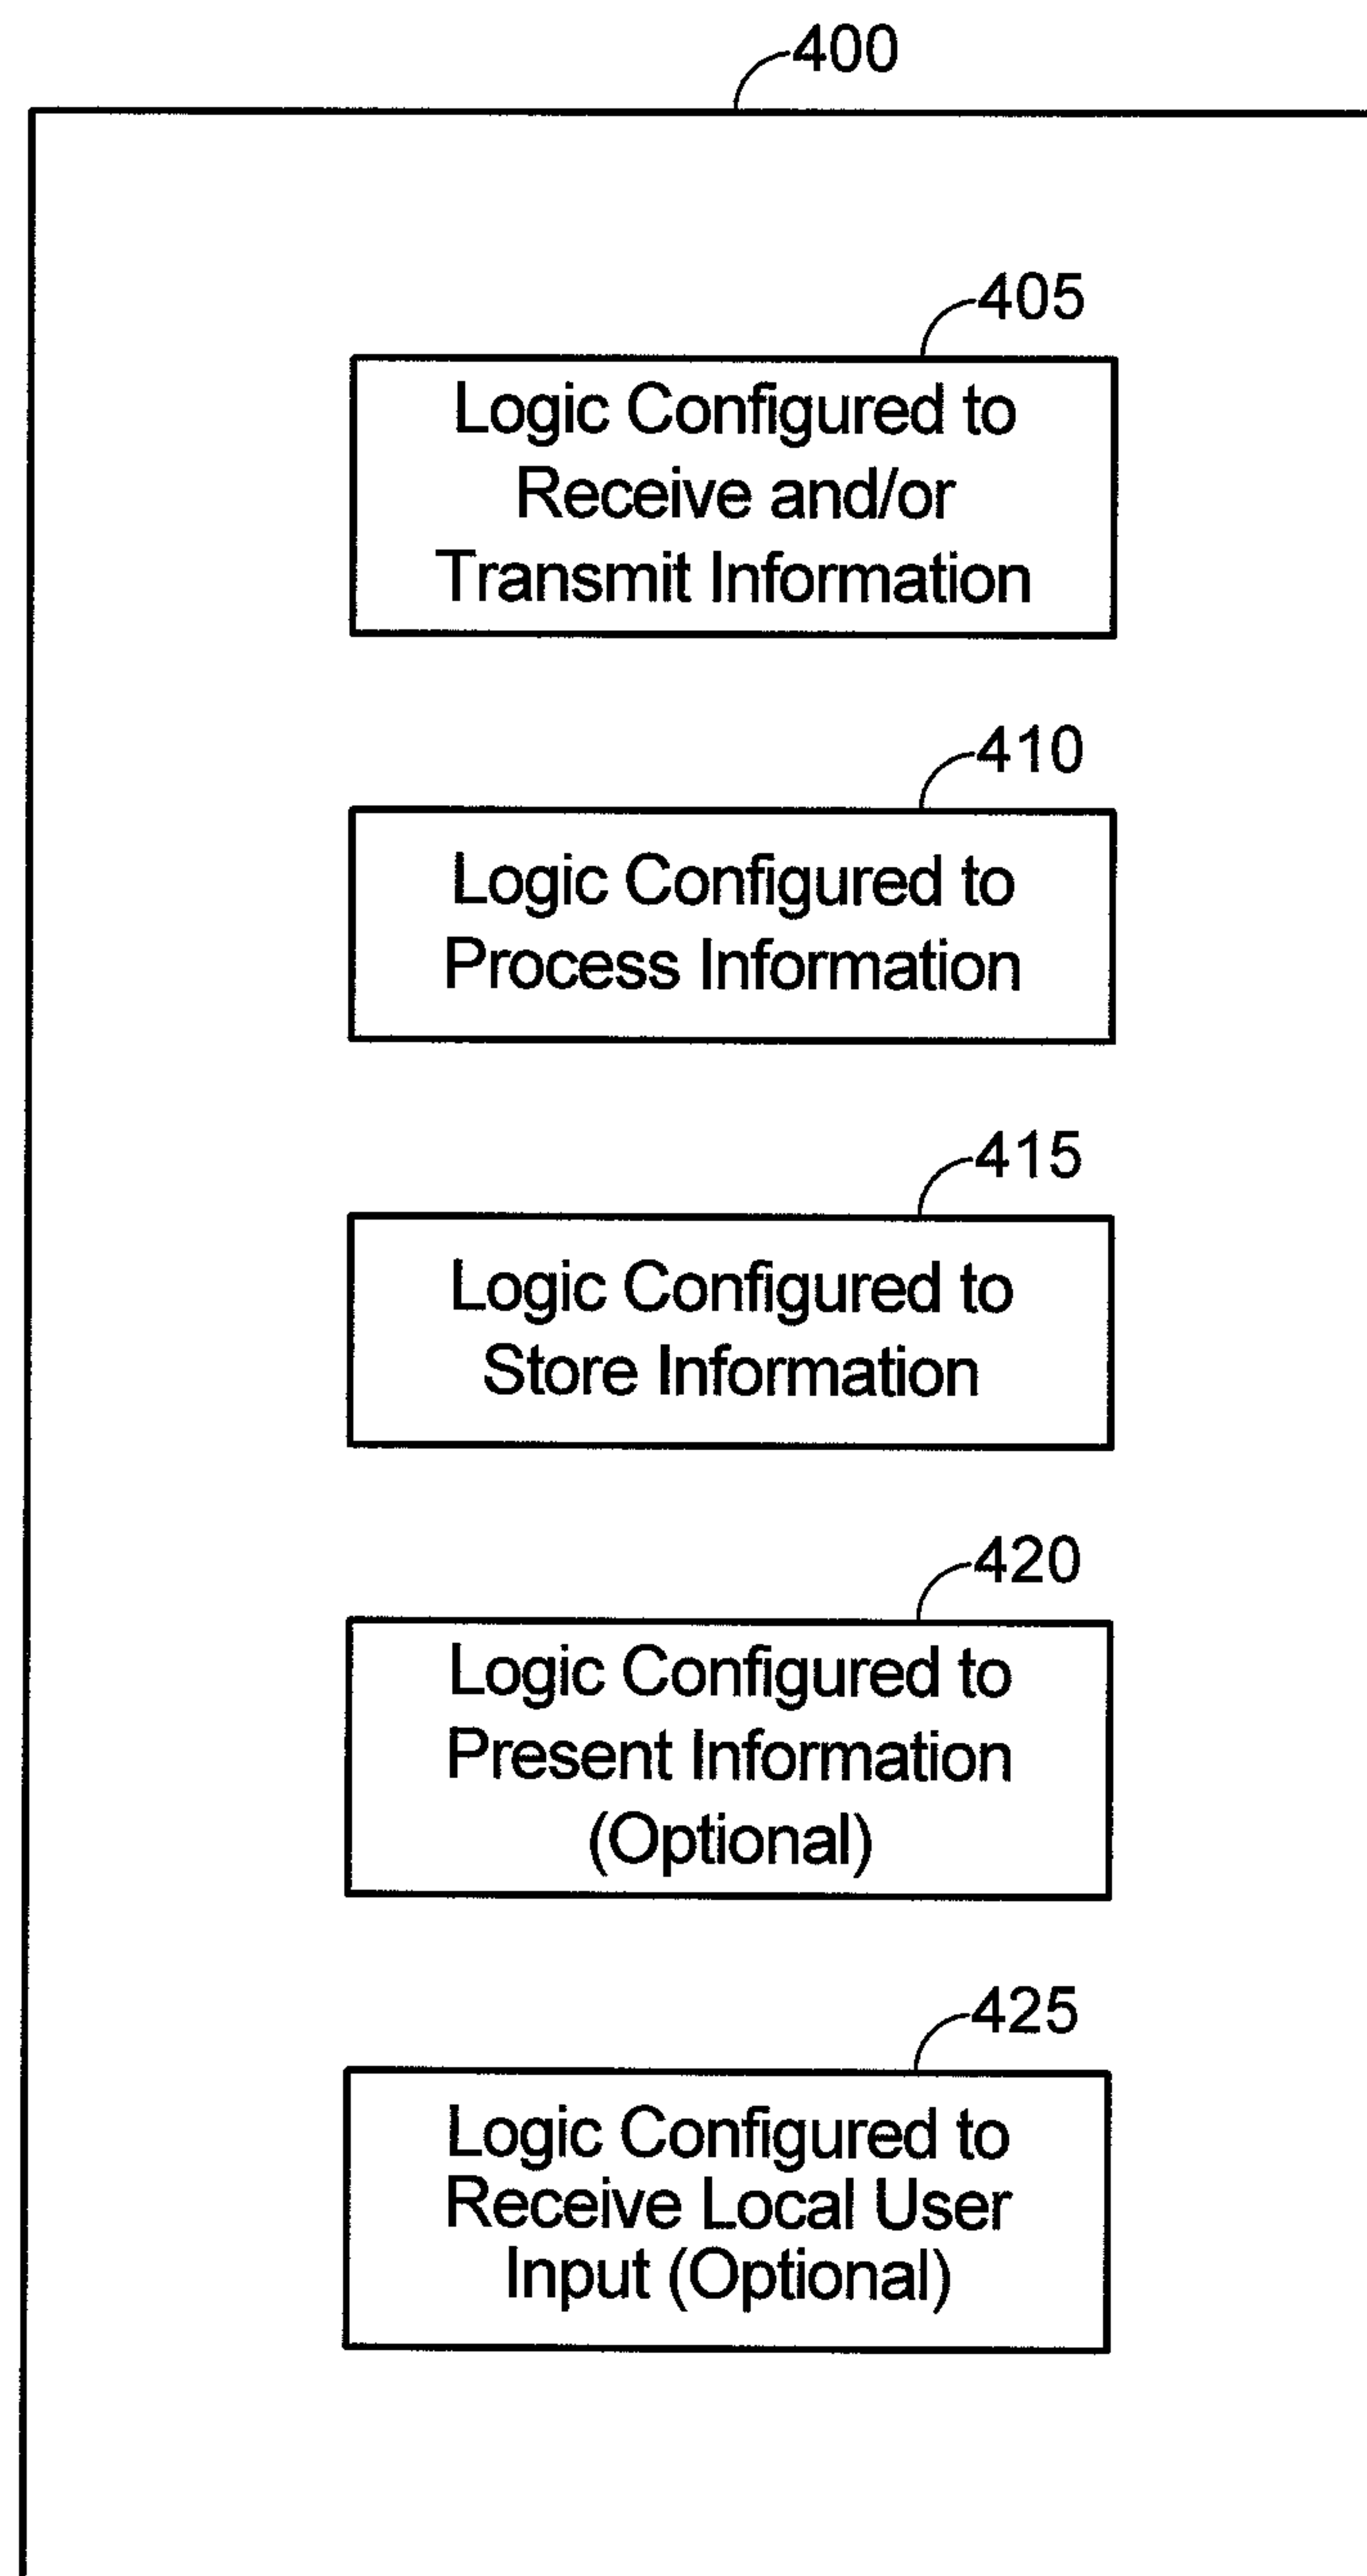 400
405
Logic Configured to
Receive and/or
Transmit Information
410
Logic Configured to
Process Information
415
Logic Configured to
Store Information
420
Logic Configured to
Present Information
(Optional)
425
Logic Configured to
Receive Local User
Input (Optional)